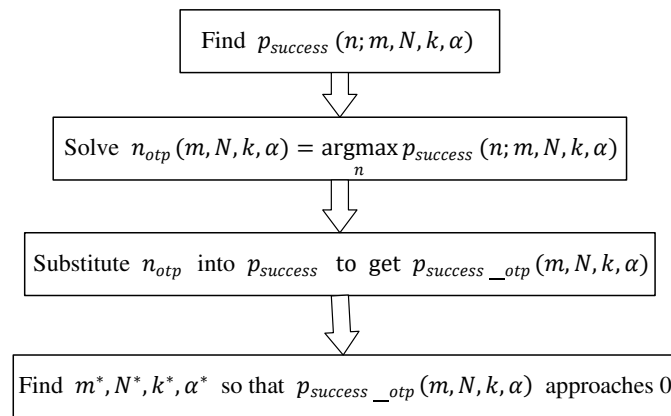 Find p_success (n; m, N, k, α)
Solve n_otp (m, N, k, α) = argmax p_success (n; m, N, k, α)
n
Substitute n_otp into p_success to get p_success _otp (m, N, k, α)
Find m*, N*, k*, α* so that p_success _otp (m, N, k, α) approaches 0